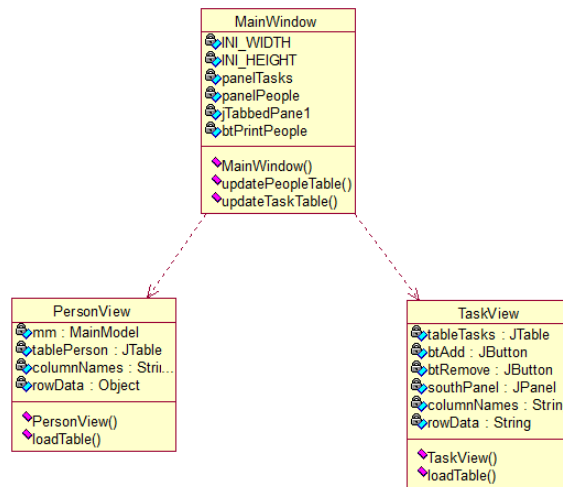 MainWindow
INI_WIDTH
INI_HEIGHT
panelTasks
panelPeople
jTabbedPane1
btPrintPeople
MainWindow()
updatePeopleTable()
updateTaskTable()
PersonView
mm : MainModel
tablePerson : JTable
columnNames : Strin...
rowData : Object
PersonView()
loadTable()
TaskView
tableTasks : JTable
btAdd : JButton
btRemove : JButton
southPanel : JPanel
columnNames : Strin
rowData : String
TaskView()
loadTable()